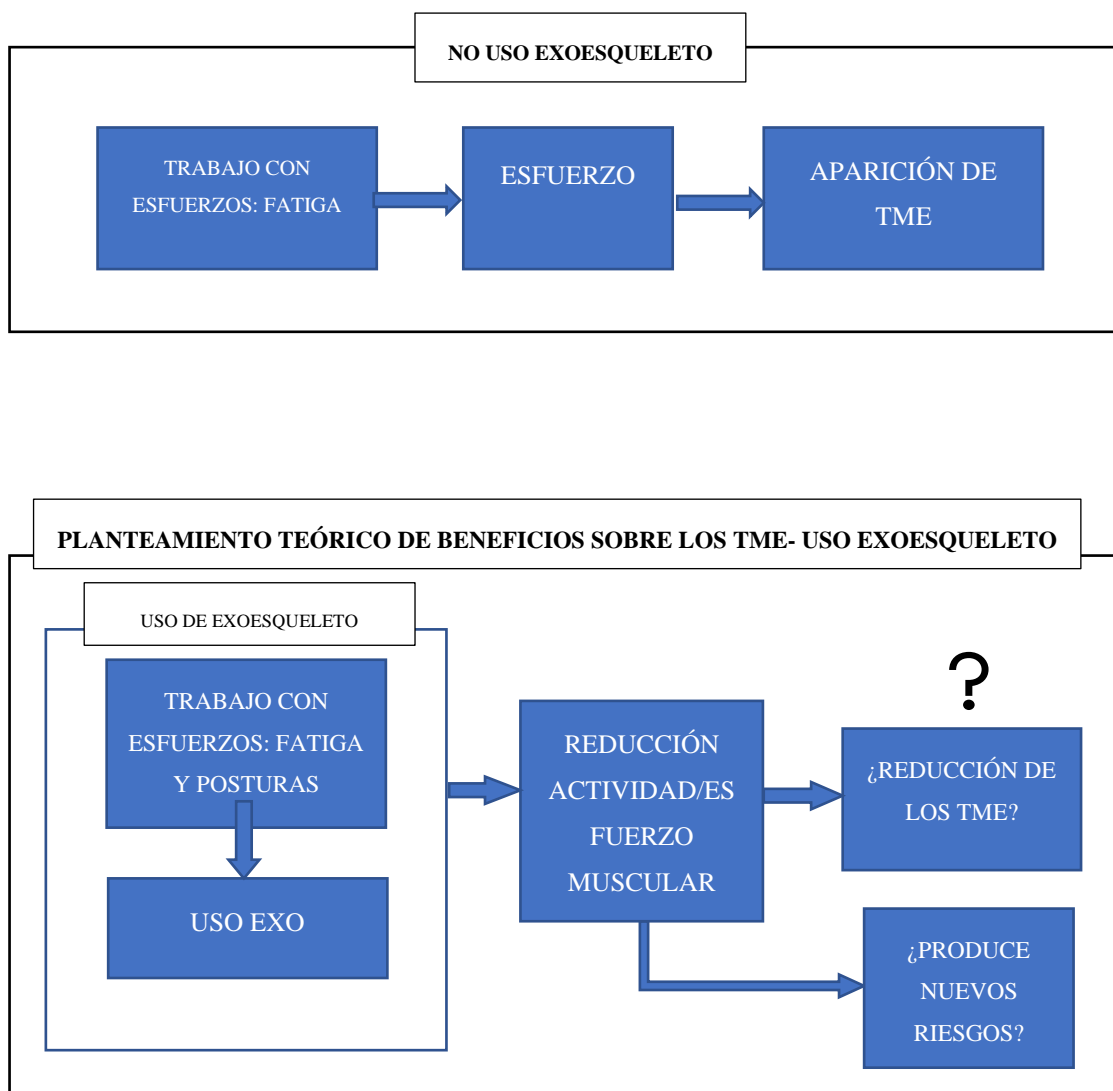 NO USO EXOESQUELETO
TRABAJO CON
ESFUERZOS: FATIGA
ESFUERZO
APARICIÓN DE
TME
PLANTEAMIENTO TEÓRICO DE BENEFICIOS SOBRE LOS TME- USO EXOESQUELETO
USO DE EXOESQUELETO
TRABAJO CON
ESFUERZOS: FATIGA
Y POSTURAS
USO EXO
REDUCCIÓN
ACTIVIDAD/ES
FUERZO
MUSCULAR
?
¿REDUCCIÓN DE
LOS TME?
¿PRODUCE
NUEVOS
RIESGOS?